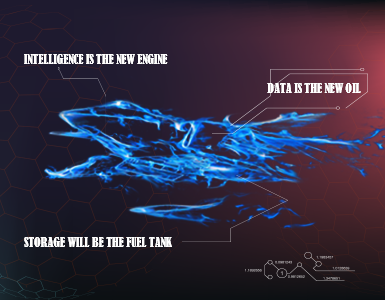 INTELLIGENCE IS THE NEW ENGINE
DATA IS THE NEW OIL
STORAGE WILL BE THE FUEL TANK